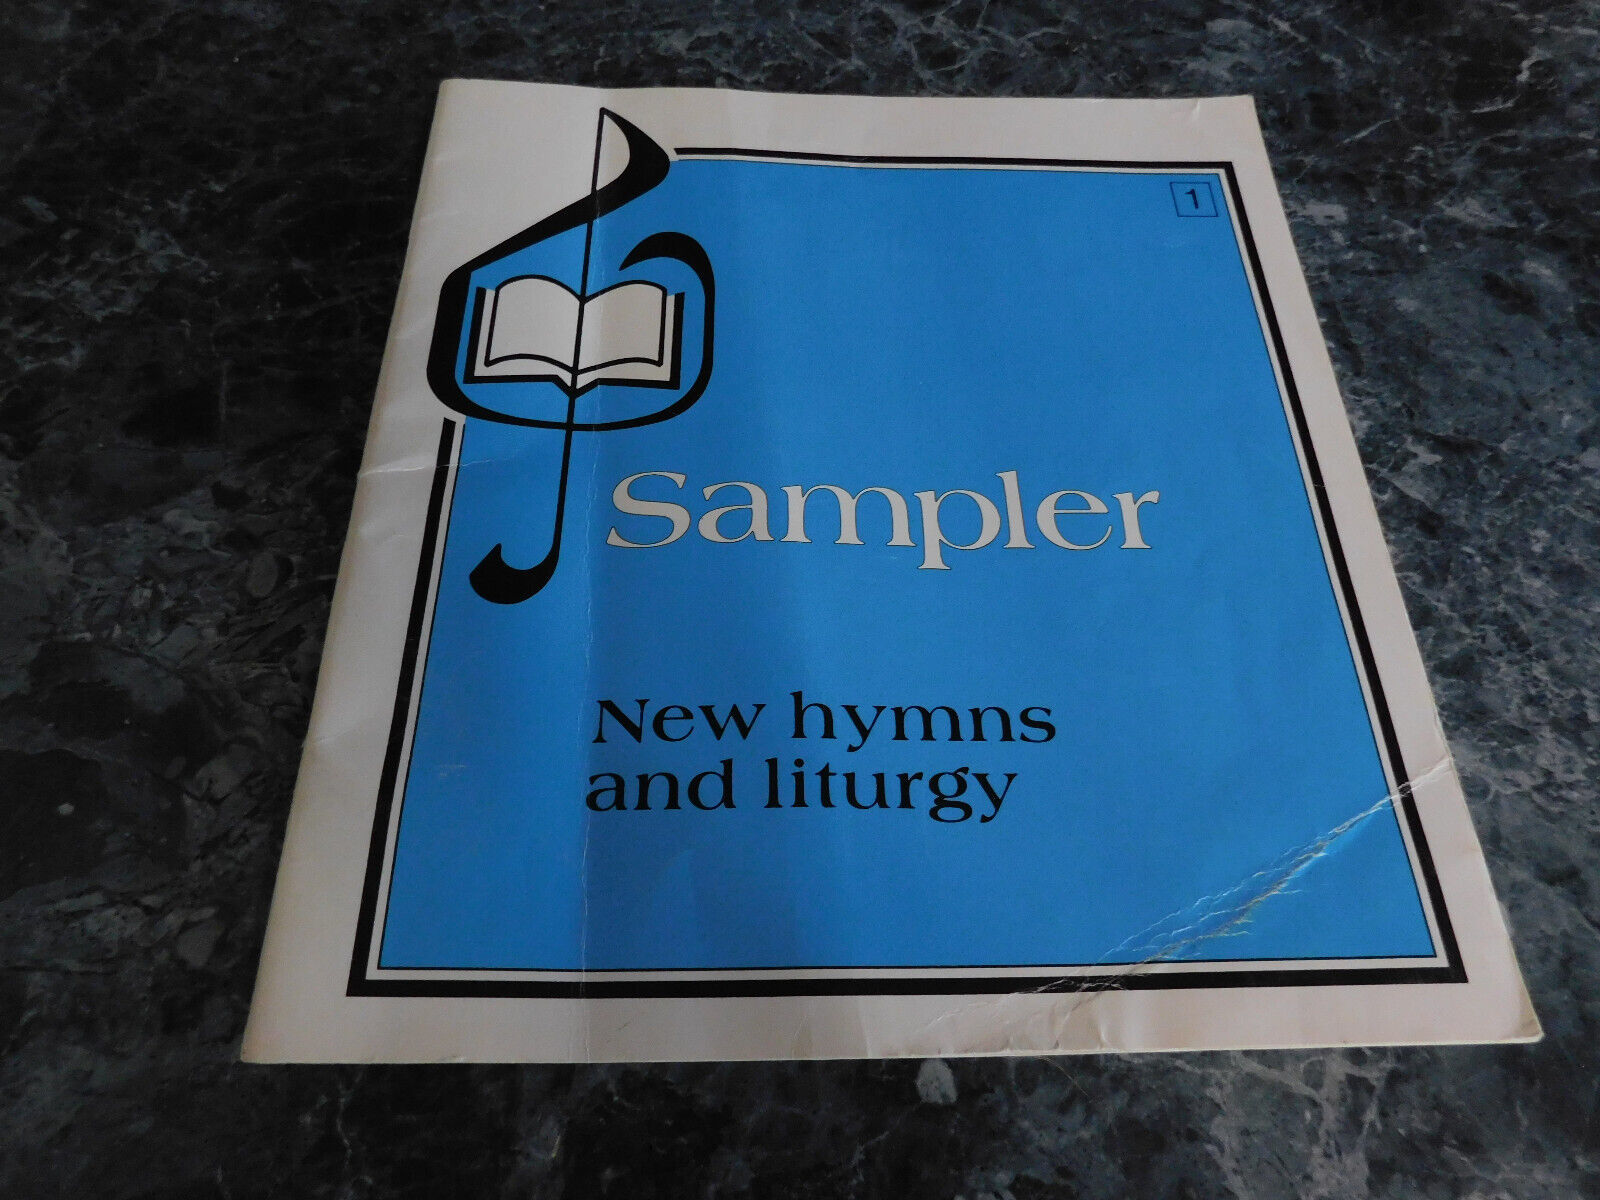 1
Sampler
New hymns
and liturgy